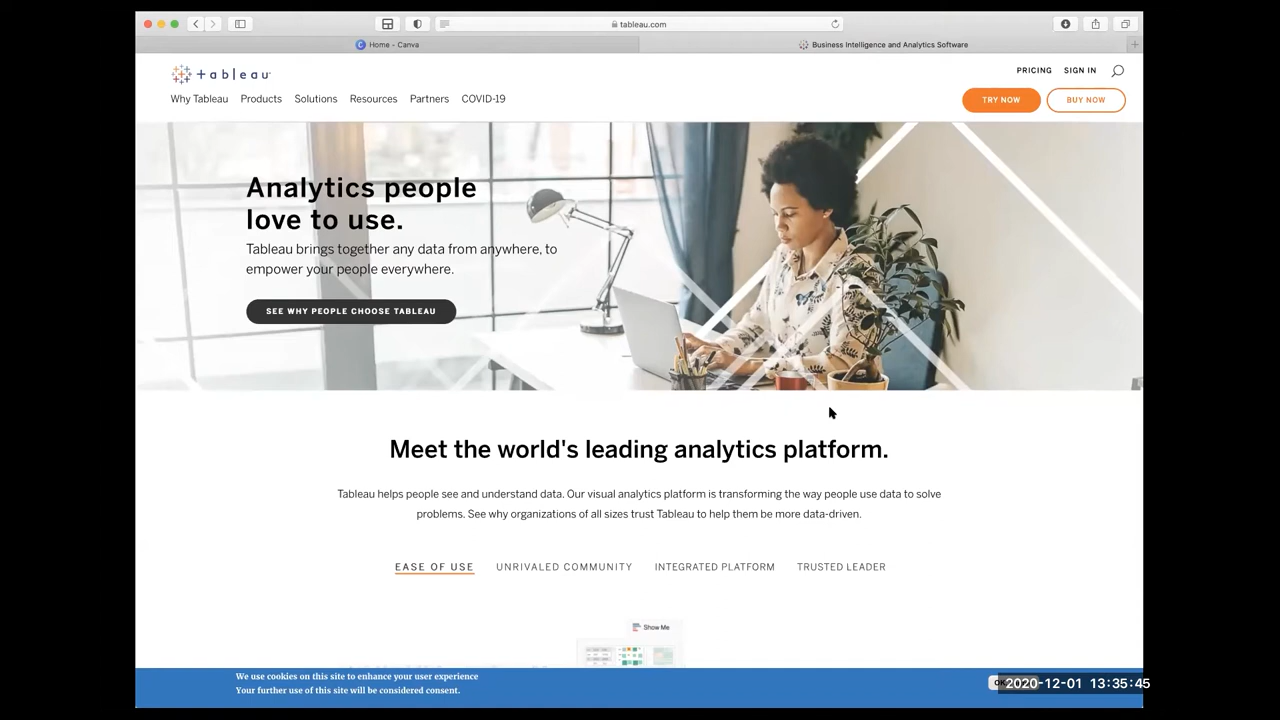 tableau.com
Home - Canva
Business Intelligence and Analytics Software
+ableau
PRICING
SIGN IN
Why Tableau
Products
Solutions
Resources
Partners
COVID-19
TRY NOW
BUY NOW
Analytics people
love to use.
Tableau brings together any data from anywhere, to
empower your people everywhere.
SEE WHY PEOPLE CHOOSE TABLEAU
Meet the world's leading analytics platform.
Tableau helps people see and understand data. Our visual analytics platform is transforming the way people use data to solve
problems. See why organizations of all sizes trust Tableau to help them be more data-driven.
EASE OF USE
UNRIVALED COMMUNITY
INTEGRATED PLATFORM
TRUSTED LEADER
Show Me
We use cookies on this site to enhance your user experience
Your further use of this site will be considered consent.
2020-12-01 13:35:45